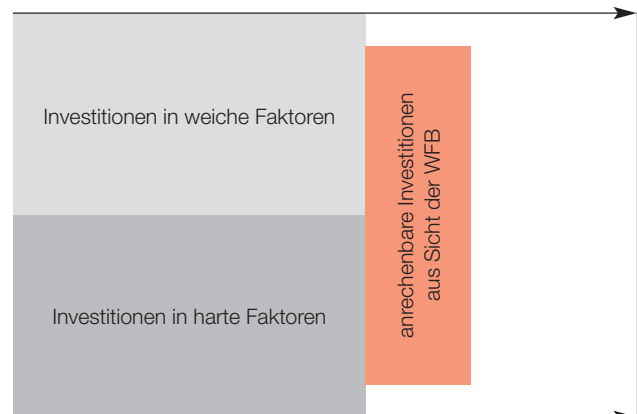 Investitionen in weiche Faktoren
Investitionen in harte Faktoren
anrechenbare Investitionen
aus Sicht der WFB